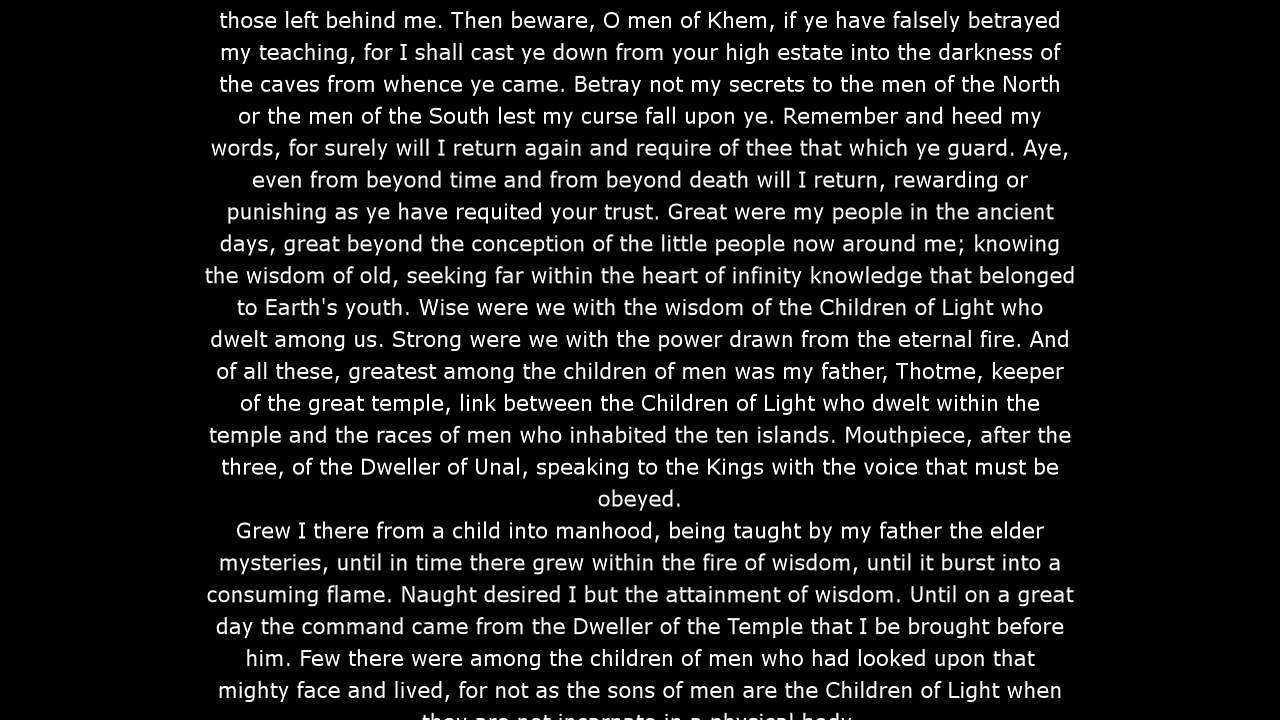 those left behind me. Then beware, O men of Khem, if ye have falsely betrayed
my teaching, for I shall cast ye down from your high estate into the darkness of
the caves from whence ye came. Betray not my secrets to the men of the North
or the men of the South lest my curse fall upon ye. Remember and heed my
words, for surely will I return again and require of thee that which ye guard. Aye,
even from beyond time and from beyond death will I return, rewarding or
punishing as ye have requited your trust. Great were my people in the ancient
days, great beyond the conception of the little people now around me; knowing
the wisdom of old, seeking far within the heart of infinity knowledge that belonged
to Earth's youth. Wise were we with the wisdom of the Children of Light who
dwelt among us. Strong were we with the power drawn from the eternal fire. And
of all these, greatest among the children of men was my father, Thotme, keeper
of the great temple, link between the Children of Light who dwelt within the
temple and the races of men who inhabited the ten islands. Mouthpiece, after the
three, of the Dweller of Unal, speaking to the Kings with the voice that must be
obeyed.
Grew I there from a child into manhood, being taught by my father the elder
mysteries, until in time there grew within the fire of wisdom, until it burst into a
consuming flame. Naught desired I but the attainment of wisdom. Until on a great
day the command came from the Dweller of the Temple that I be brought before
him. Few there were among the children of men who had looked upon that
mighty face and lived, for not as the sons of men are the Children of Light when
they are not incarnate in a physical body.